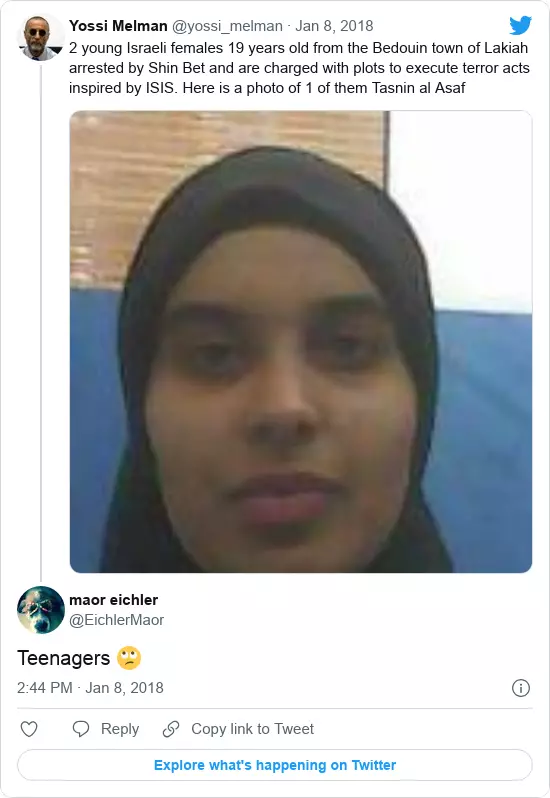 Yossi Melman @yossi_melman · Jan 8, 2018
2 young Israeli females 19 years old from the Bedouin town of Lakiah
arrested by Shin Bet and are charged with plots to execute terror acts
inspired by ISIS. Here is a photo of 1 of them Tasnin al Asaf
maor eichler
@EichlerMaor
Teenagers 🙄
2:44 PM · Jan 8, 2018
Reply
Copy link to Tweet
Explore what's happening on Twitter